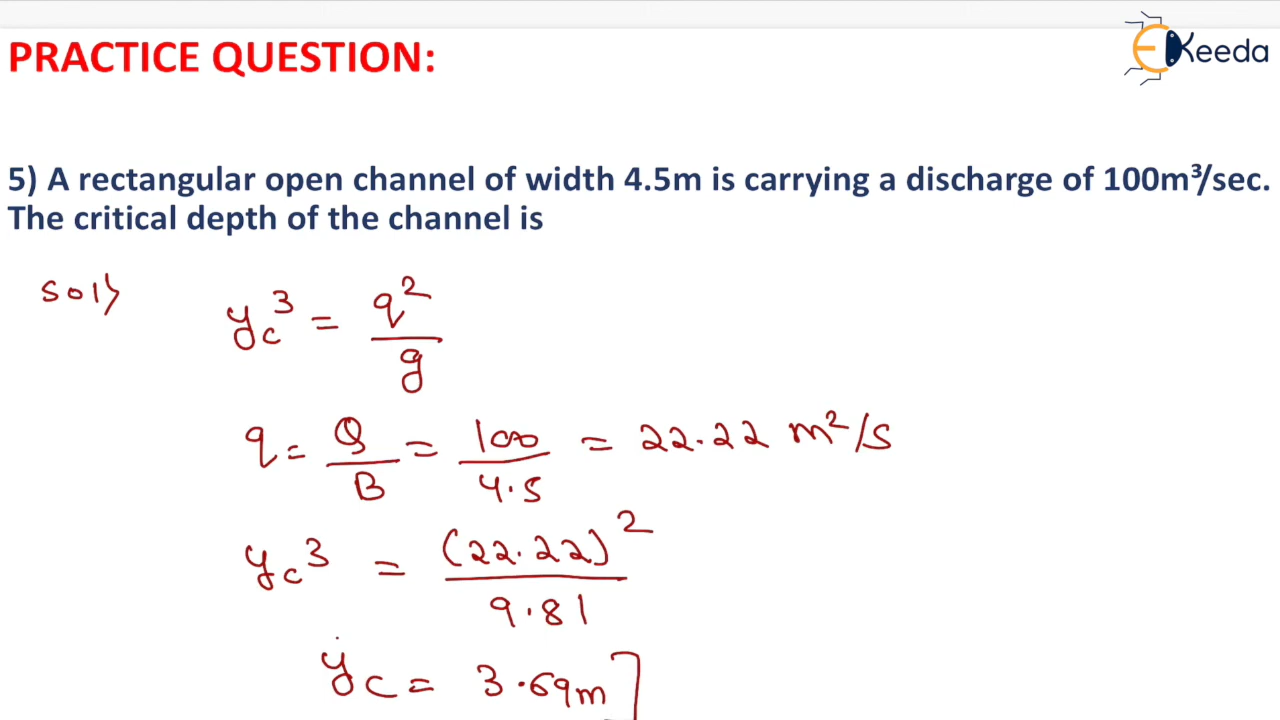 Keeda
PRACTICE QUESTION:
5) A rectangular open channel of width 4.5m is carrying a discharge of 100m³/sec.
The critical depth of the channel is
Sol)
yc³ = q²/g
q = Q/B = 100/4.5 = 22.22 m²/s
yc³ = (22.22)²/9.81
yc = 3.69m]